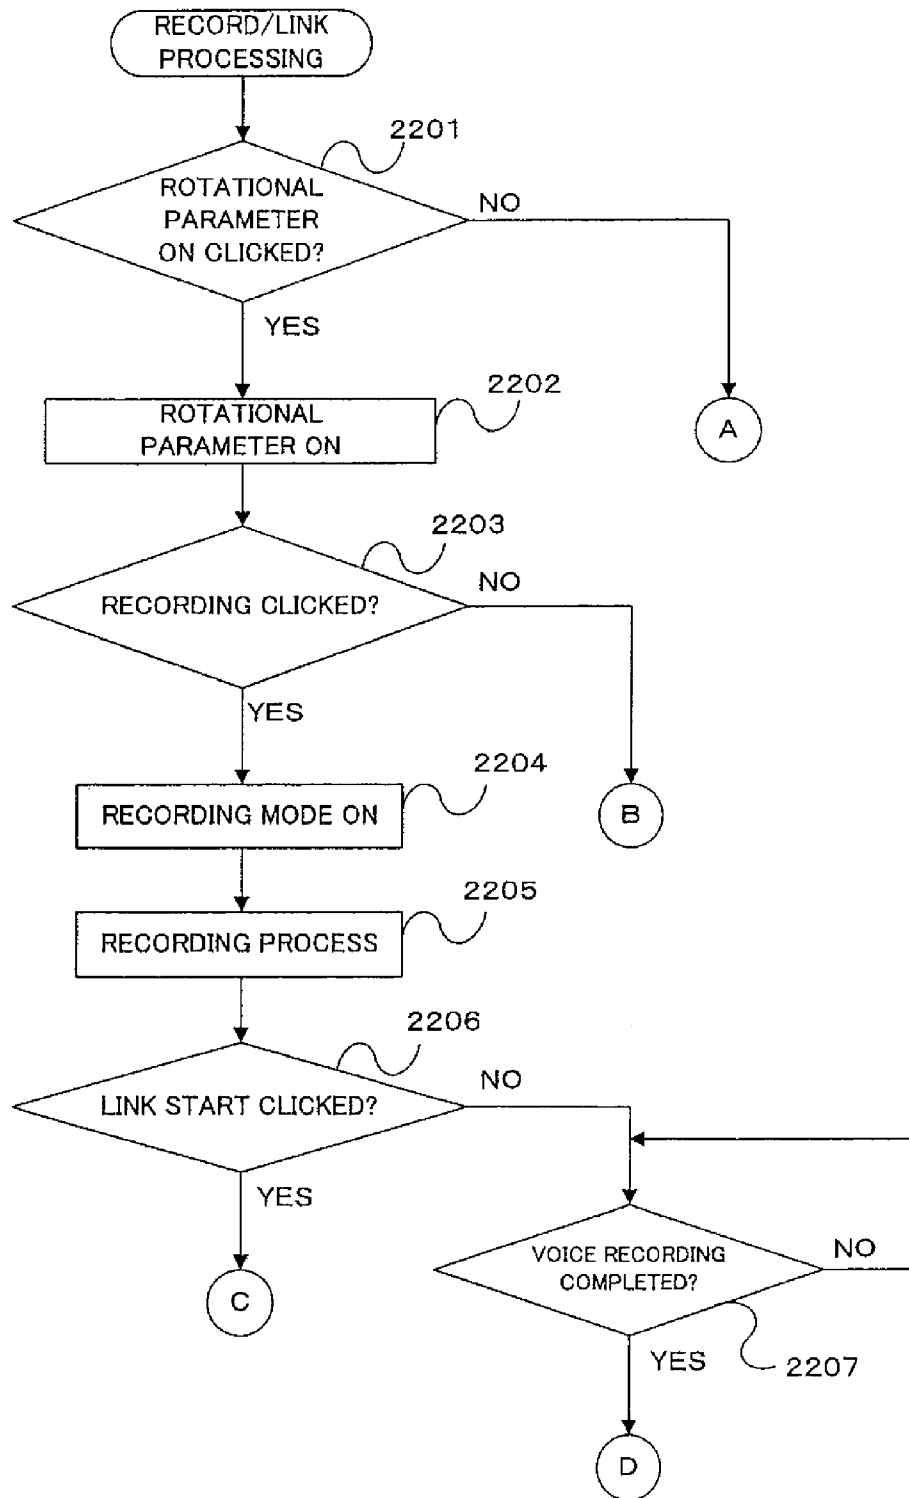 RECORD/LINK
PROCESSING
2201
ROTATIONAL
PARAMETER
ON CLICKED?
NO
YES
2202
ROTATIONAL
PARAMETER ON
A
2203
RECORDING CLICKED?
NO
YES
2204
RECORDING MODE ON
B
2205
RECORDING PROCESS
2206
LINK START CLICKED?
NO
YES
VOICE RECORDING
COMPLETED?
NO
C
YES
2207
D